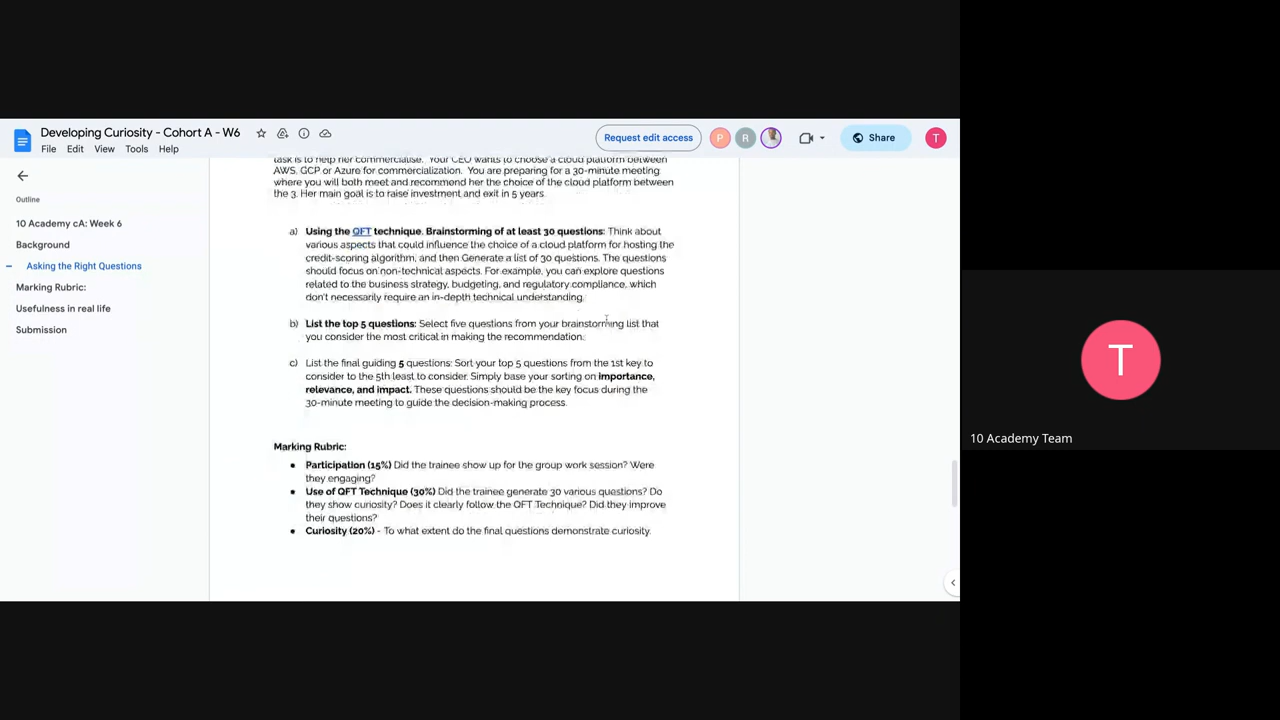 Developing Curiosity - Cohort A - W6
File Edit View Tools Help
Request edit access
P R
Share
T
Outline
10 Academy cA: Week 6
Background
Asking the Right Questions
Marking Rubric:
Usefulness in real life
Submission
task is to help her commercialise. Your CEO wants to choose a cloud platform between
AWS, GCP or Azure for commercialization. You are preparing for a 30-minute meeting
where you will both meet and recommend her the choice of the cloud platform between
the 3. Her main goal is to raise investment and exit in 5 years.
a) Using the QFT technique. Brainstorming of at least 30 questions: Think about
various aspects that could influence the choice of a cloud platform for hosting the
credit-scoring algorithm, and then Generate a list of 30 questions. The questions
should focus on non-technical aspects. For example, you can explore questions
related to the business strategy, budgeting, and regulatory compliance, which
don't necessarily require an in-depth technical understanding.
b) List the top 5 questions: Select five questions from your brainstorming list that
you consider the most critical in making the recommendation.
c) List the final guiding 5 questions: Sort your top 5 questions from the 1st key to
consider to the 5th least to consider. Simply base your sorting on importance,
relevance, and impact. These questions should be the key focus during the
30-minute meeting to guide the decision-making process.
Marking Rubric:
● Participation (15%) Did the trainee show up for the group work session? Were
they engaging?
● Use of QFT Technique (30%) Did the trainee generate 30 various questions? Do
they show curiosity? Does it clearly follow the QFT Technique? Did they improve
their questions?
● Curiosity (20%) - To what extent do the final questions demonstrate curiosity.
T
10 Academy Team